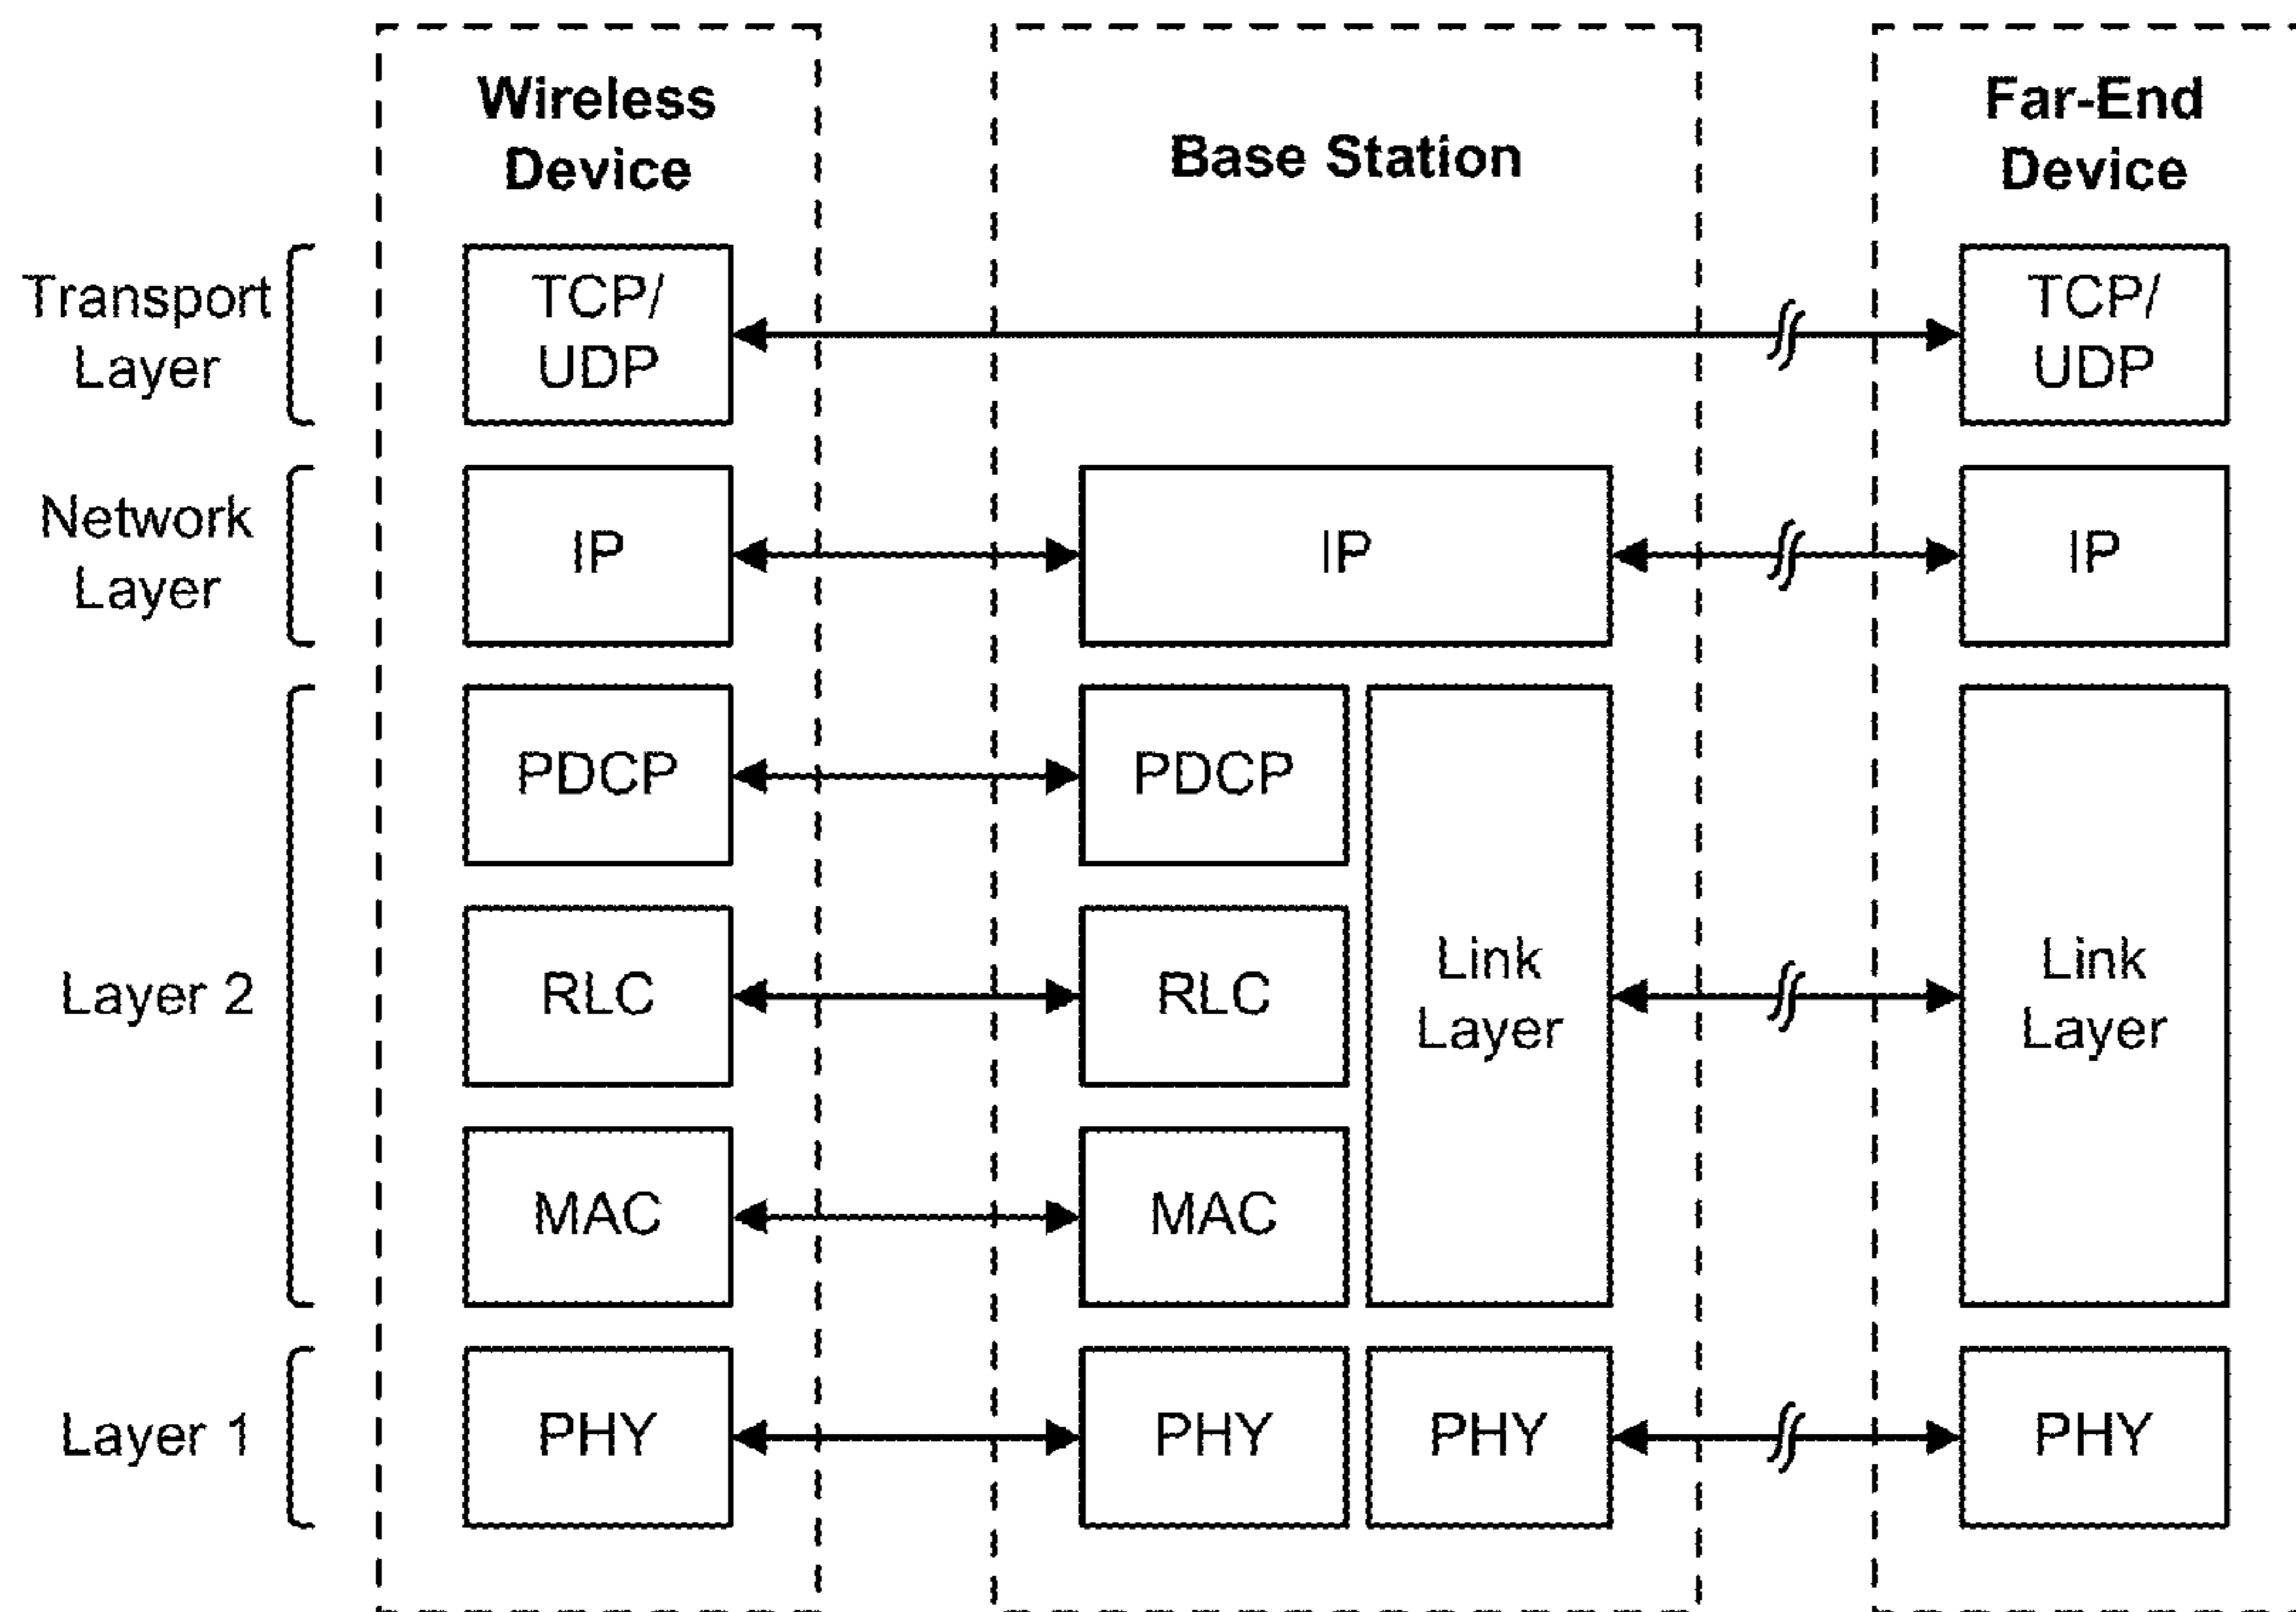 Wireless
Device
Base Station
Far-End
Device
Transport
Layer
TCP/
UDP
TCP/
UDP
Network
Layer
IP
IP
IP
PDCP
PDCP
Layer 2
RLC
RLC
Link
Layer
Link
Layer
MAC
MAC
Layer 1
PHY
PHY
PHY
PHY